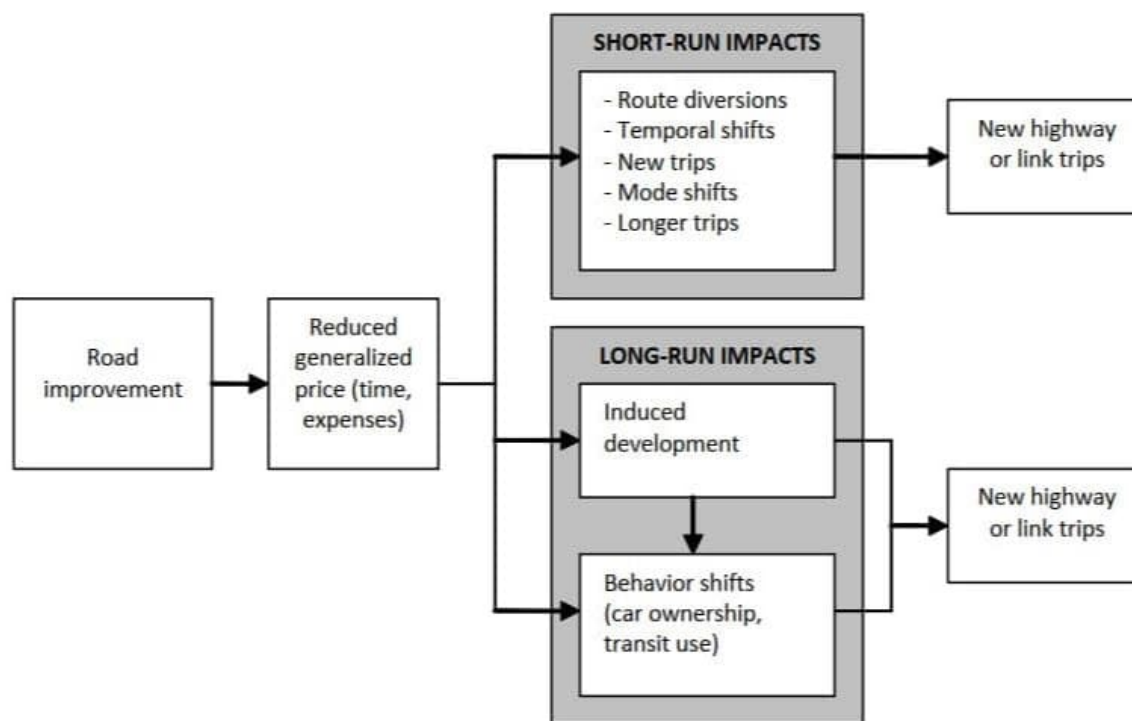 SHORT-RUN IMPACTS
- Route diversions
- Temporal shifts
- New trips
- Mode shifts
- Longer trips
New highway
or link trips
Road
improvement
Reduced
generalized
price (time,
expenses)
LONG-RUN IMPACTS
Induced
development
Behavior shifts
(car ownership,
transit use)
New highway
or link trips